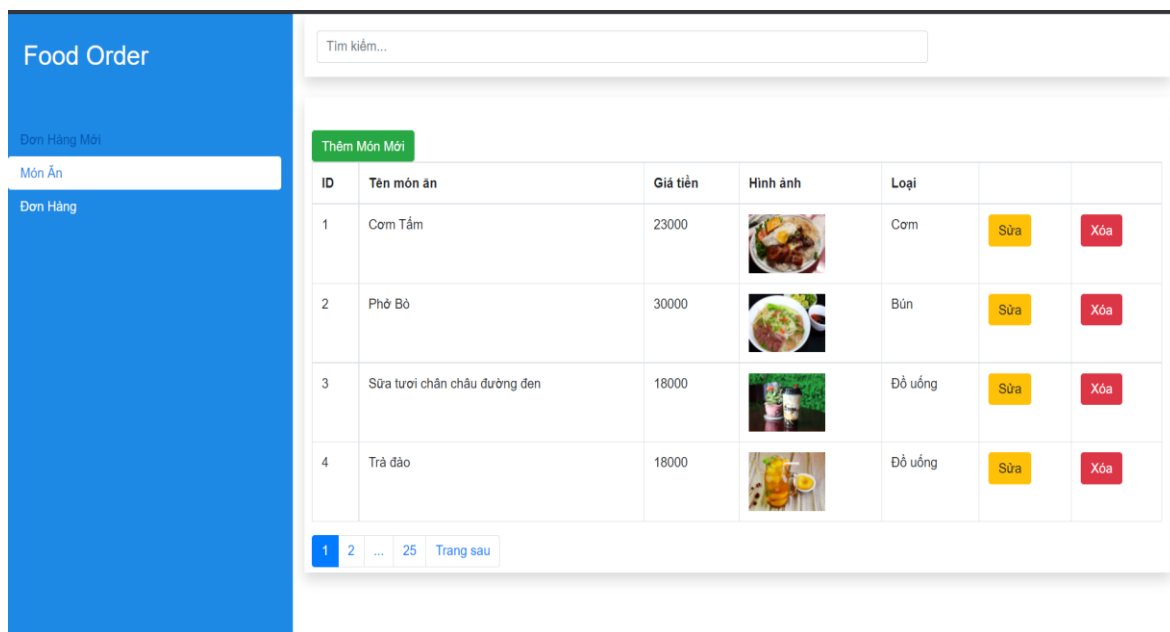 Food Order
Tìm kiếm...
Đơn Hàng Mới
Món Ăn
Đơn Hàng
Thêm Món Mới
ID Tên món ăn Giá tiền Hình ảnh Loại
1 Cơm Tấm 23000 Cơm Sửa Xóa
2 Phở Bò 30000 Bún Sửa Xóa
3 Sữa tươi chân châu đường đen 18000 Đồ uống Sửa Xóa
4 Trà đào 18000 Đồ uống Sửa Xóa
1 2 ... 25 Trang sau